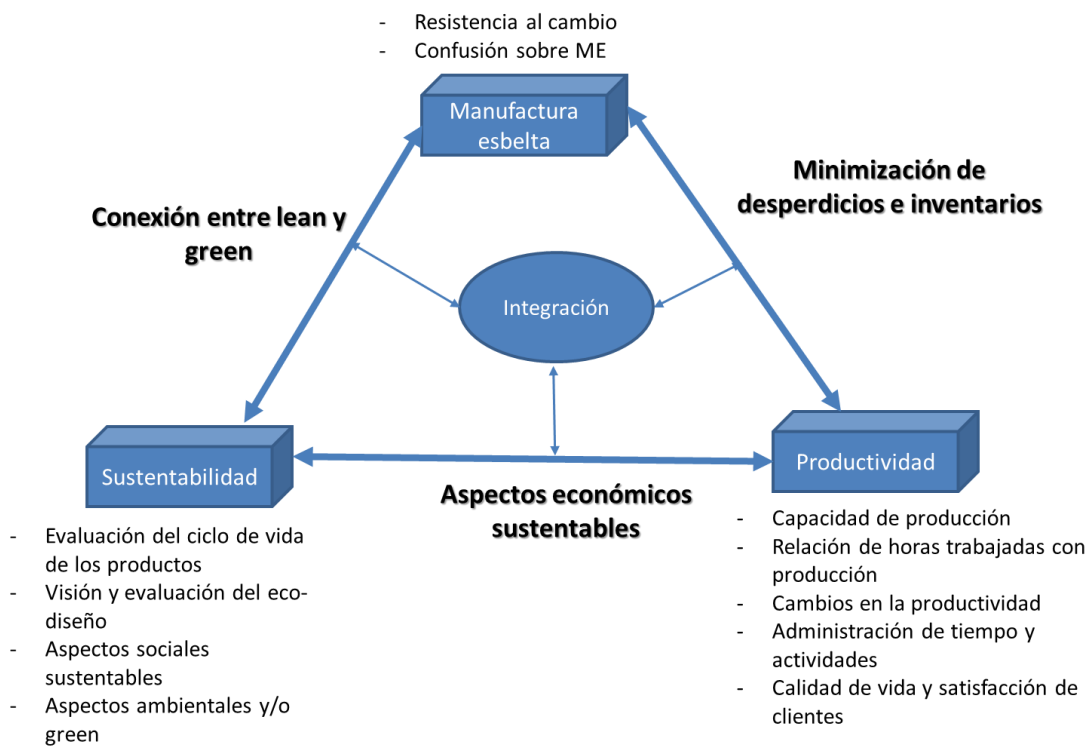 - Resistencia al cambio
- Confusión sobre ME
Manufactura
esbelta
Minimización de
desperdicios e inventarios
Conexión entre lean y
green
Integración
Sustentabilidad
Productividad
Aspectos económicos
sustentables
- Evaluación del ciclo de vida
de los productos
- Visión y evaluación del eco-
diseño
- Aspectos sociales
sustentables
- Aspectos ambientales y/o
green
- Capacidad de producción
- Relación de horas trabajadas con
producción
- Cambios en la productividad
- Administración de tiempo y
actividades
- Calidad de vida y satisfacción de
clientes